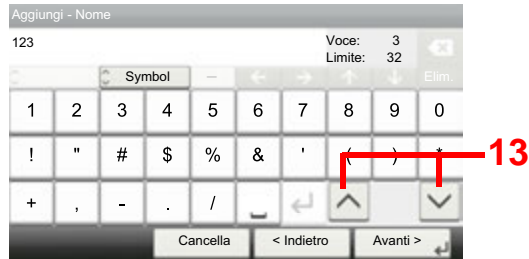 Aggiungi - Nome
123 Voce: 3
Limite: 32
Symbol - Elim.
1 2 3 4 5 6 7 8 9 0
! " # $ % & ' ( ) *
+ , - . / _
13
Cancella < Indietro Avanti >